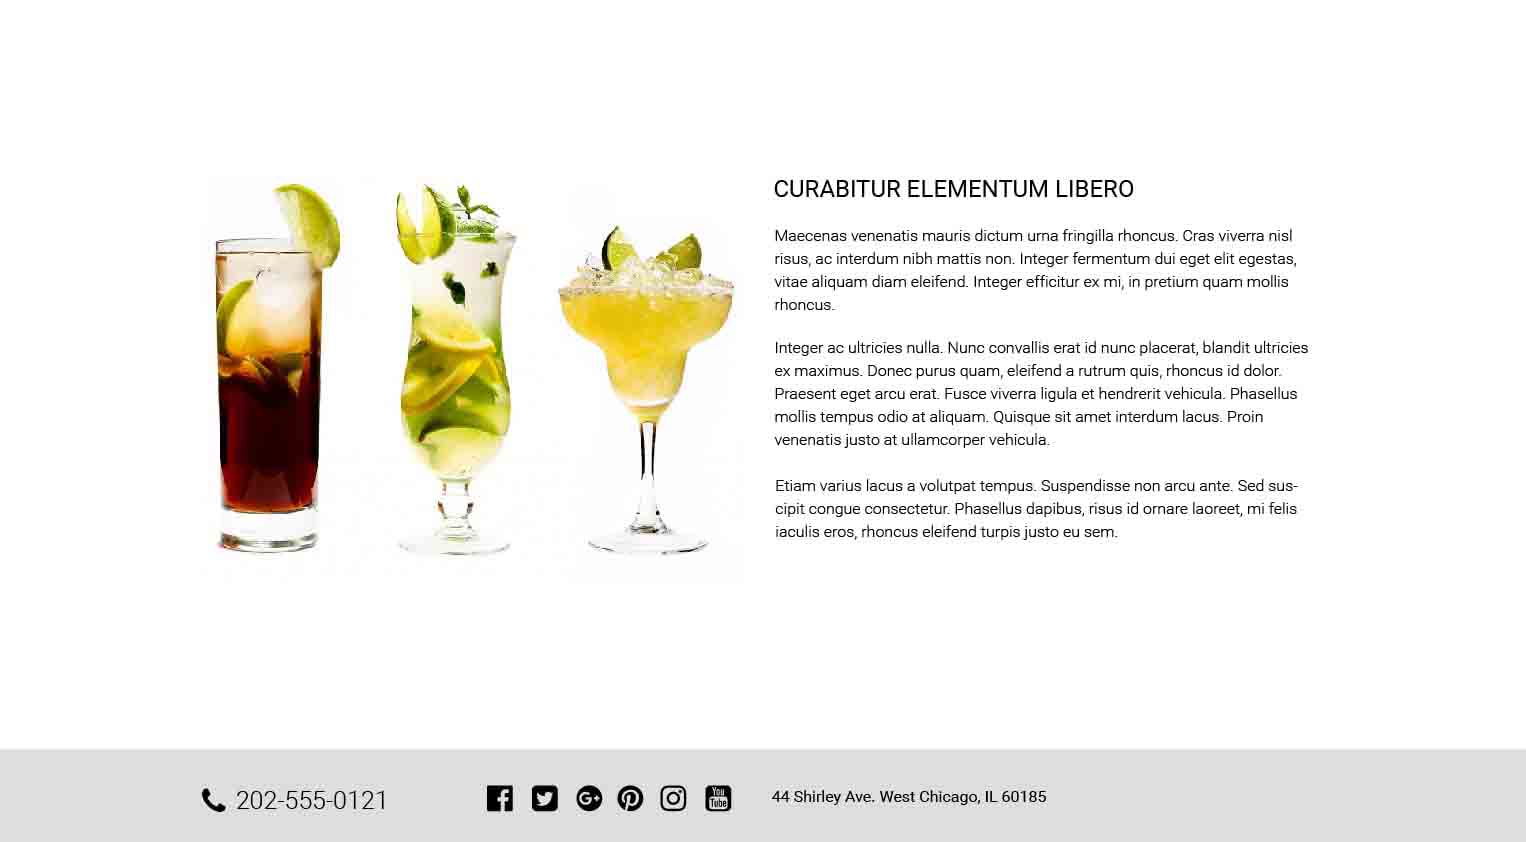 CURABITUR ELEMENTUM LIBERO
Maecenas venenatis mauris dictum urna fringilla rhoncus. Cras viverra nisl
risus, ac interdum nibh mattis non. Integer fermentum dui eget elit egestas,
vitae aliquam diam eleifend. Integer efficitur ex mi, in pretium quam mollis
rhoncus.
Integer ac ultricies nulla. Nunc convallis erat id nunc placerat, blandit ultricies
ex maximus. Donec purus quam, eleifend a rutrum quis, rhoncus id dolor.
Praesent eget arcu erat. Fusce viverra ligula et hendrerit vehicula. Phasellus
mollis tempus odio at aliquam. Quisque sit amet interdum lacus. Proin
venenatis justo at ullamcorper vehicula.
Etiam varius lacus a volutpat tempus. Suspendisse non arcu ante. Sed sus-
cipit congue consectetur. Phasellus dapibus, risus id ornare laoreet, mi felis
iaculis eros, rhoncus eleifend turpis justo eu sem.
202-555-0121
You
Tube
44 Shirley Ave. West Chicago, IL 60185